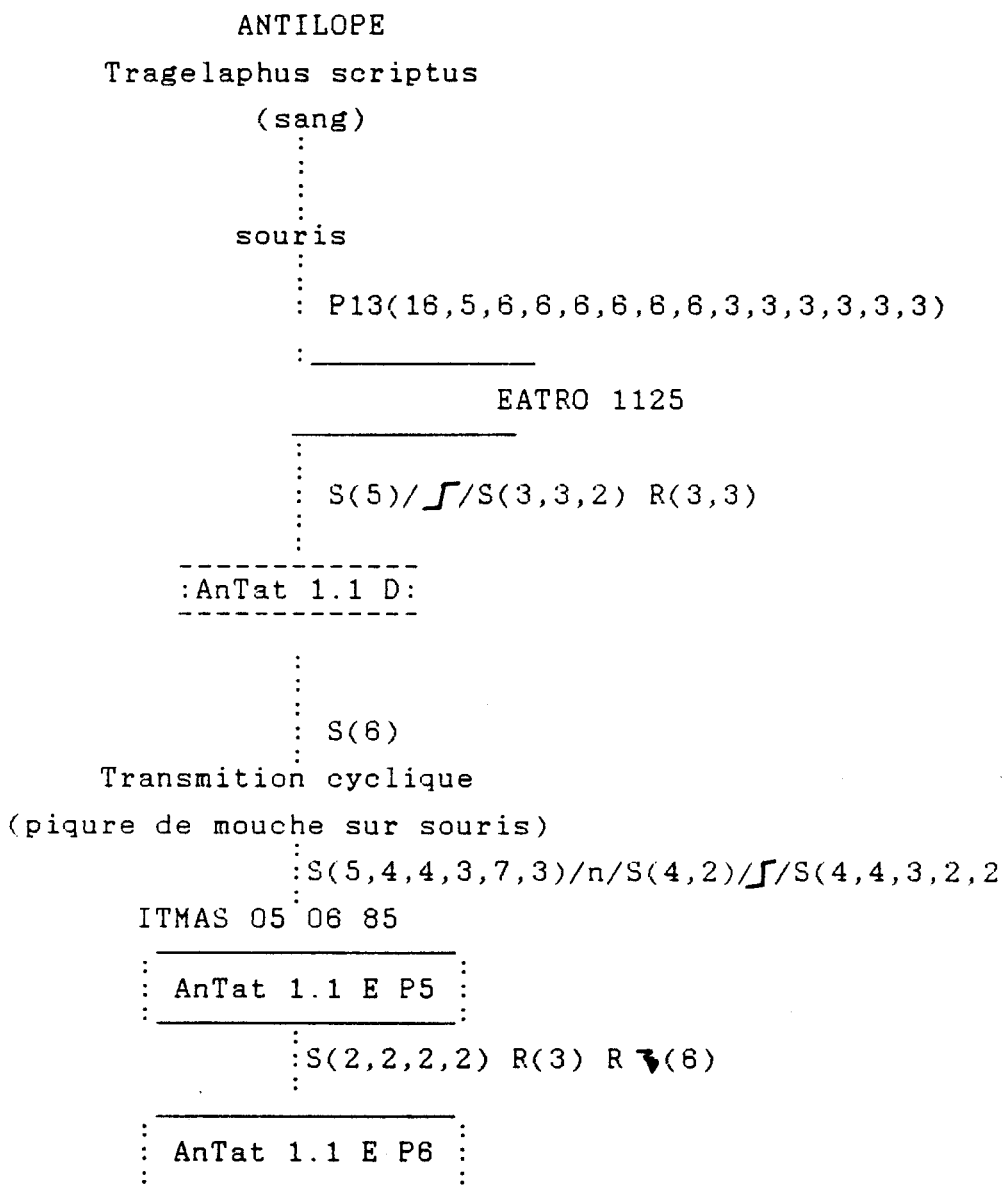 ANTILOPE
Tragelaphus scriptus
(sang)
souris
P13(16,5,6,6,6,6,6,6,3,3,3,3,3,3)
EATRO 1125
S(5)/∫/S(3,3,2) R(3,3)
:AnTat 1.1 D:
S(6)
Transmition cyclique
(piqure de mouche sur souris)
S(5,4,4,3,7,3)/n/S(4,2)/∫/S(4,4,3,2,2
ITMAS 05 06 85
AnTat 1.1 E P5
S(2,2,2,2) R(3) R (6)
AnTat 1.1 E P6